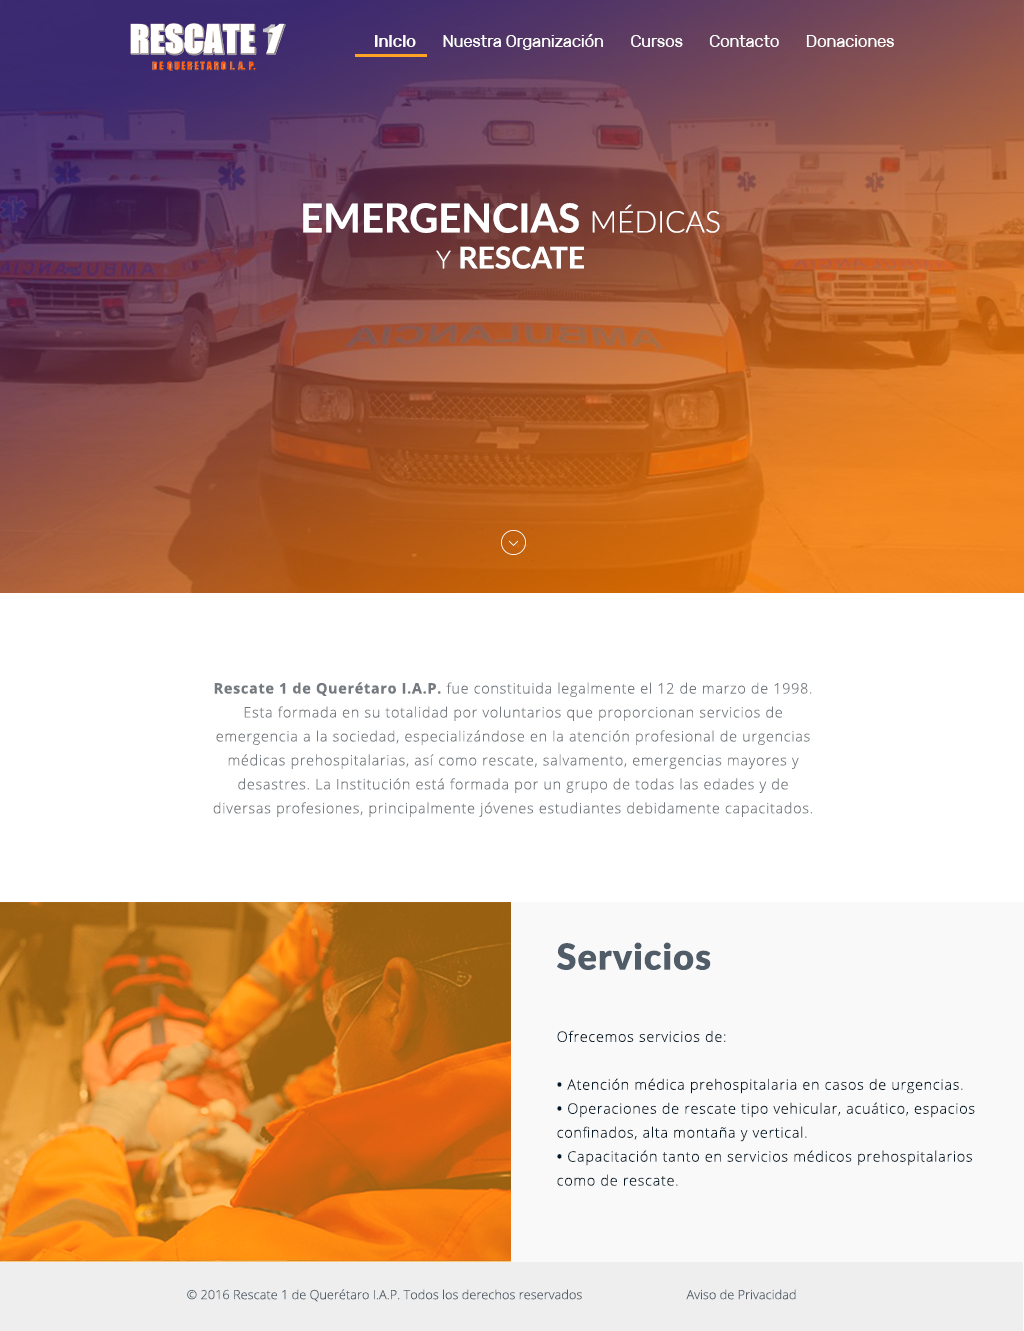 RESCATE 1
DE QUERETARO I. A. P.
Inicio
Nuestra Organización
Cursos
Contacto
Donaciones
EMERGENCIAS MÉDICAS
Y RESCATE
AMBULANCIA
AMBULANCIA
Rescate 1 de Querétaro I.A.P. fue constituida legalmente el 12 de marzo de 1998.
Esta formada en su totalidad por voluntarios que proporcionan servicios de
emergencia a la sociedad, especializándose en la atención profesional de urgencias
médicas prehospitalarias, así como rescate, salvamento, emergencias mayores y
desastres. La Institución está formada por un grupo de todas las edades y de
diversas profesiones, principalmente jóvenes estudiantes debidamente capacitados.
Servicios
Ofrecemos servicios de:
• Atención médica prehospitalaria en casos de urgencias.
• Operaciones de rescate tipo vehicular, acuático, espacios
confinados, alta montaña y vertical.
• Capacitación tanto en servicios médicos prehospitalarios
como de rescate.
© 2016 Rescate 1 de Querétaro I.A.P. Todos los derechos reservados
Aviso de Privacidad